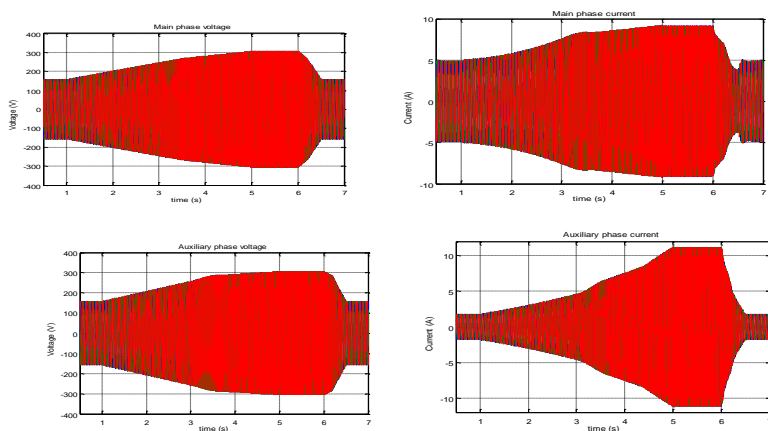 Main phase voltage
400
300
200
100
0
-100
-200
-300
-400
Voltage (V)
1 2 3 4 5 6 7
time (s)
Main phase current
10
5
0
-5
-10
Current (A)
1 2 3 4 5 6 7
time (s)
Auxiliary phase voltage
400
300
200
100
0
-100
-200
-300
-400
Voltage (V)
1 2 3 4 5 6 7
time (s)
Auxiliary phase current
10
5
0
-5
-10
Current (A)
1 2 3 4 5 6 7
time (s)